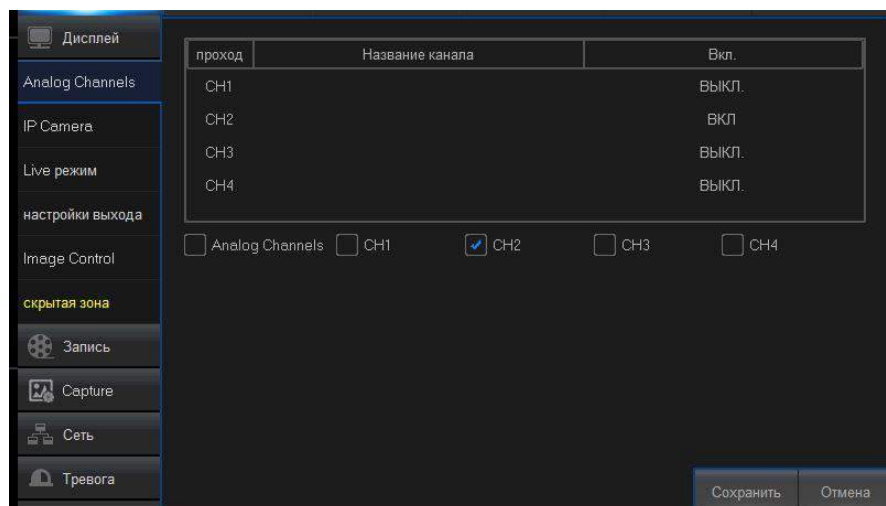 Дисплей
Analog Channels
IP Camera
Live режим
настройки выхода
Image Control
скрытая зона
Запись
Capture
Сеть
Тревога
проход Название канала Вкл.
CH1 ВЫКЛ.
CH2 ВКЛ
CH3 ВЫКЛ.
CH4 ВЫКЛ.
Analog Channels CH1 CH2 CH3 CH4
Сохранить Отмена